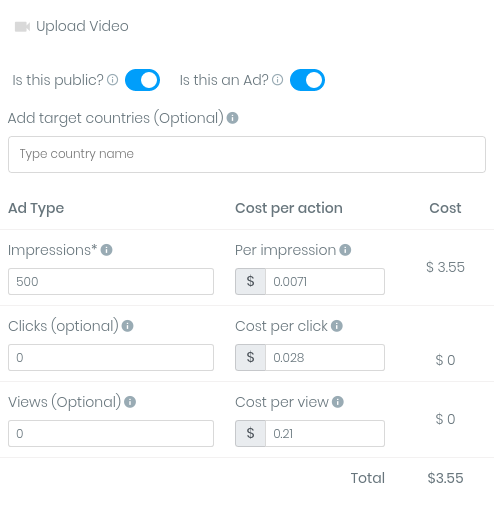 Upload Video
Is this public? Is this an Ad?
Add target countries (Optional)
Type country name
Ad Type Cost per action Cost
Impressions* Per impression
500 $ 0.0071 $ 3.55
Clicks (optional) Cost per click
0 $ 0.028 $ 0
Views (Optional) Cost per view
0 $ 0.21 $ 0
Total $3.55